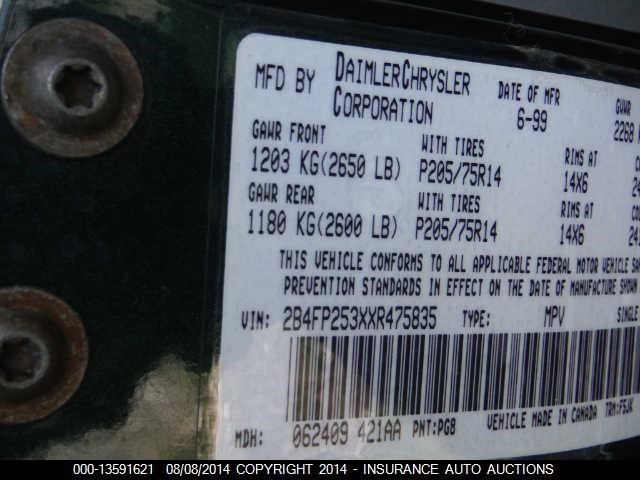 MFD BY DAIMLERCHRYSLER CORPORATION DATE OF MFR 6-99 GVWR 2268
GAWR FRONT WITH TIRES RIMS AT
1203 KG(2650 LB) P205/75R14 14X6
GAWR REAR WITH TIRES RIMS AT
1180 KG(2600 LB) P205/75R14 14X6
THIS VEHICLE CONFORMS TO ALL APPLICABLE FEDERAL MOTOR VEHICLE
PREVENTION STANDARDS IN EFFECT ON THE DATE OF MANUFACTURE SHOWN
VIN: 2B4FP253XXR475835 TYPE: MPV SINGLE
MDH: 062409 421AA PNT:PG8 VEHICLE MADE IN CANADA
000-13591621 08/08/2014 COPYRIGHT 2014 - INSURANCE AUTO AUCTIONS